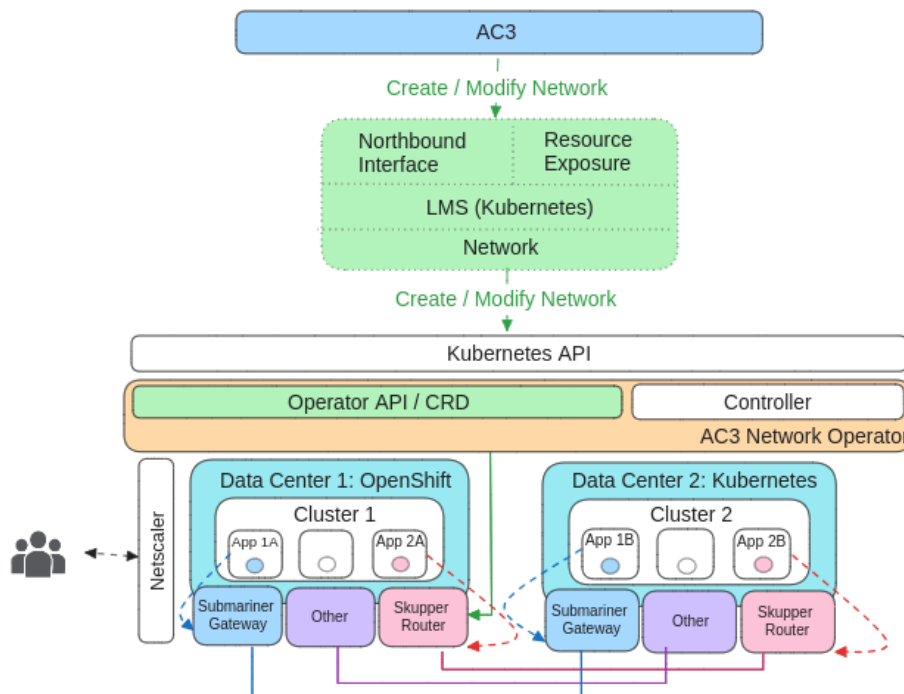 AC3
Create / Modify Network
Northbound
Interface
Resource
Exposure
LMS (Kubernetes)
Network
Create / Modify Network
Kubernetes API
Operator API / CRD
Controller
AC3 Network Operator
Netscaler
Data Center 1: OpenShift
Cluster 1
App 1A
App 2A
Submariner
Gateway
Other
Skupper
Router
Data Center 2: Kubernetes
Cluster 2
App 1B
App 2B
Submariner
Gateway
Other
Skupper
Router